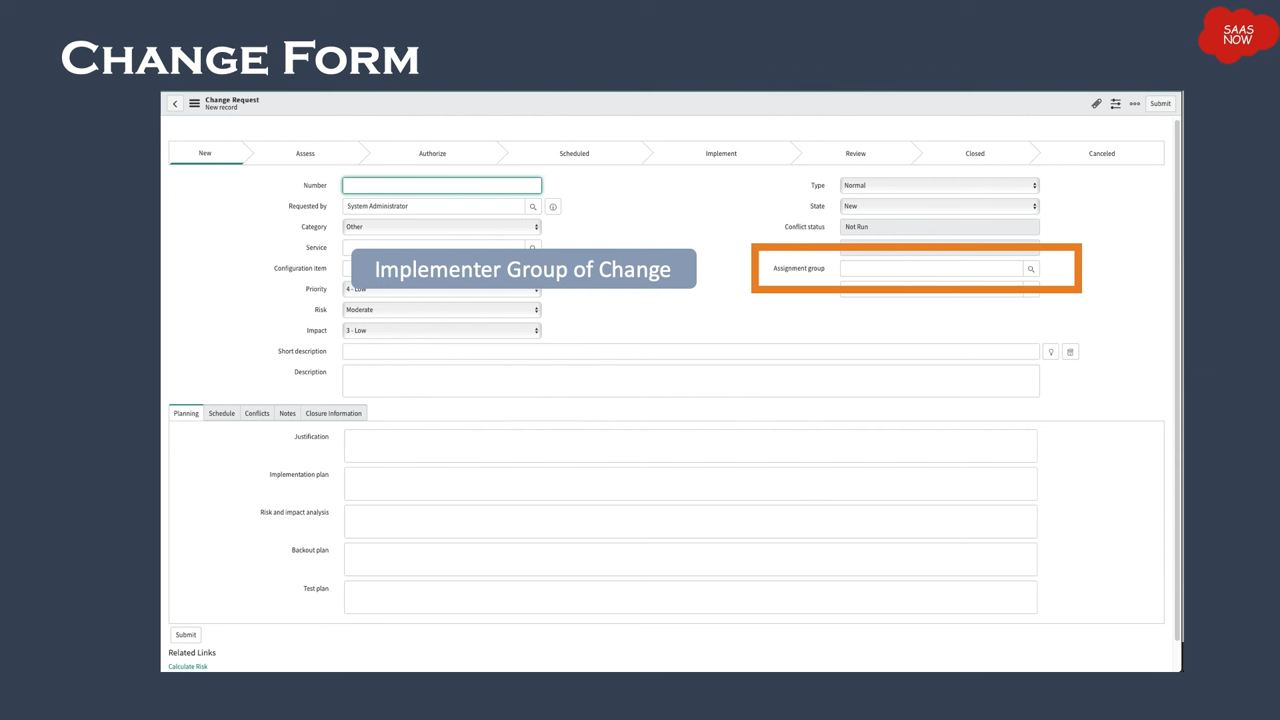 CHANGE FORM
SAAS
NOW
Change Request
New record
Submit
New
Assess
Authorize
Scheduled
Implement
Review
Closed
Canceled
Number
Type
Normal
Requested by
System Administrator
State
New
Category
Other
Conflict status
Not Run
Service
Configuration item
Implementer Group of Change
Assignment group
Priority
4 - Low
Risk
Moderate
Impact
3 - Low
Short description
Description
Planning
Schedule
Conflicts
Notes
Closure Information
Justification
Implementation plan
Risk and impact analysis
Backout plan
Test plan
Submit
Related Links
Calculate Risk